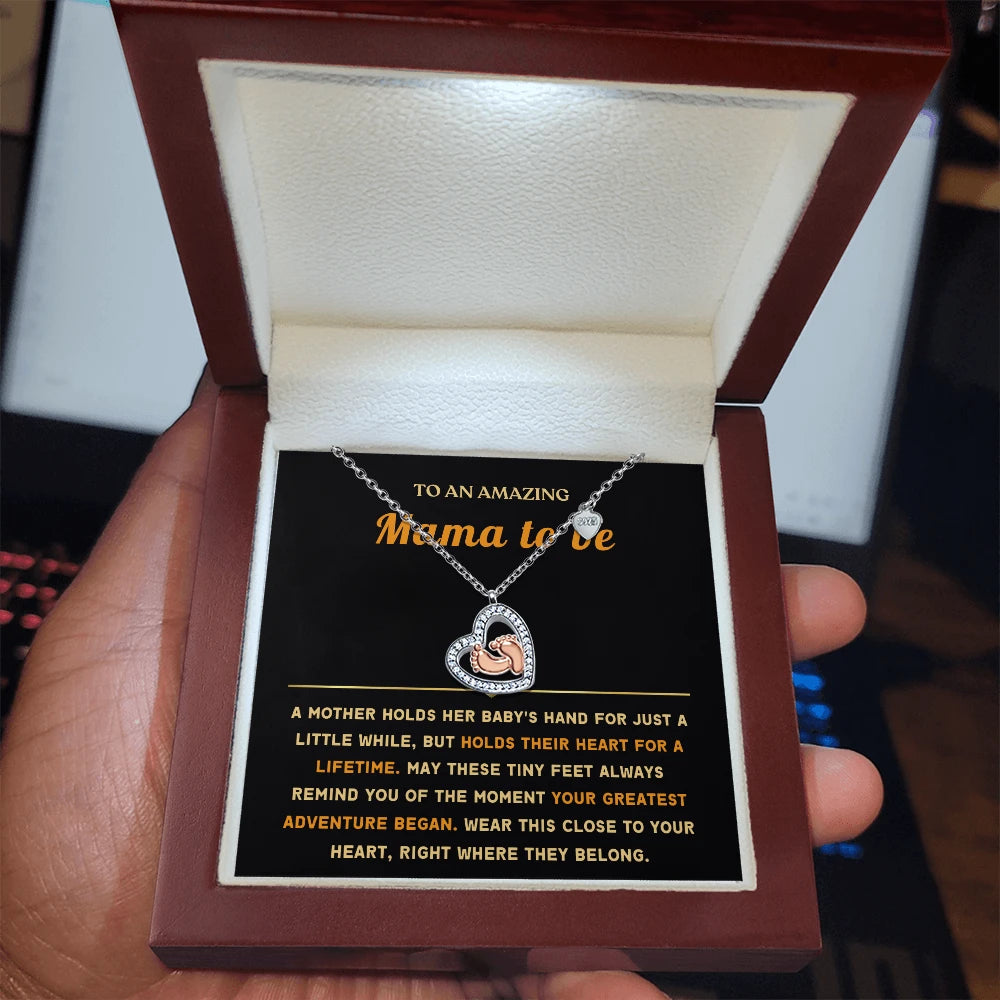 TO AN AMAZING
Mama to be
A MOTHER HOLDS HER BABY'S HAND FOR JUST A
LITTLE WHILE, BUT HOLDS THEIR HEART FOR A
LIFETIME. MAY THESE TINY FEET ALWAYS
REMIND YOU OF THE MOMENT YOUR GREATEST
ADVENTURE BEGAN. WEAR THIS CLOSE TO YOUR
HEART, RIGHT WHERE THEY BELONG.